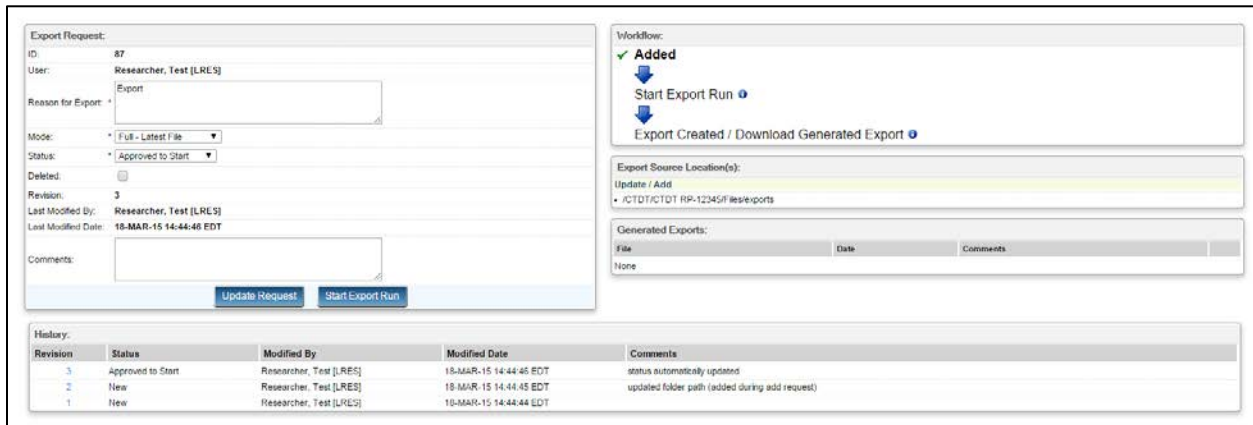 Export Request:
ID: 87
User: Researcher, Test [LRES]
Reason for Export: * Export
Mode: * Full - Latest File
Status: * Approved to Start
Deleted:
Revision: 3
Last Modified By: Researcher, Test [LRES]
Last Modified Date: 18-MAR-15 14:44:46 EDT
Comments:
Update Request Start Export Run
Workflow:
Added
Start Export Run
Export Created / Download Generated Export
Export Source Location(s):
Update / Add
• /CTDT/CTDT RP-12345/Files/exports
Generated Exports:
File Date Comments
None
History:
Revision Status Modified By Modified Date Comments
3 Approved to Start Researcher, Test [LRES] 18-MAR-15 14:44:46 EDT status automatically updated
2 New Researcher, Test [LRES] 18-MAR-15 14:44:45 EDT updated folder path (added during add request)
1 New Researcher, Test [LRES] 18-MAR-15 14:44:44 EDT